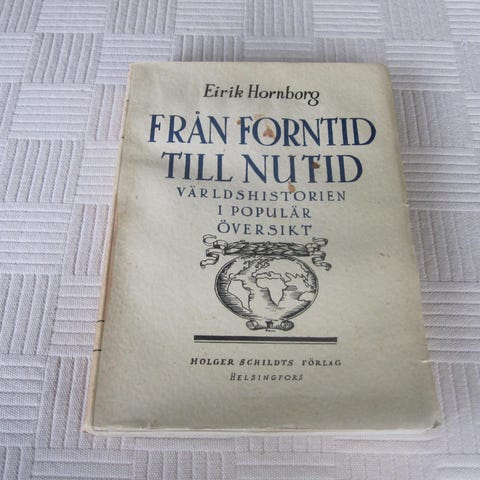 Eirik Hornborg
FRÅN FORNTID
TILL NUTID
VÄRLDSHISTORIEN
I POPULÄR
ÖVERSIKT
HOLGER SCHILDTS FÖRLAG
HELSINGFORS